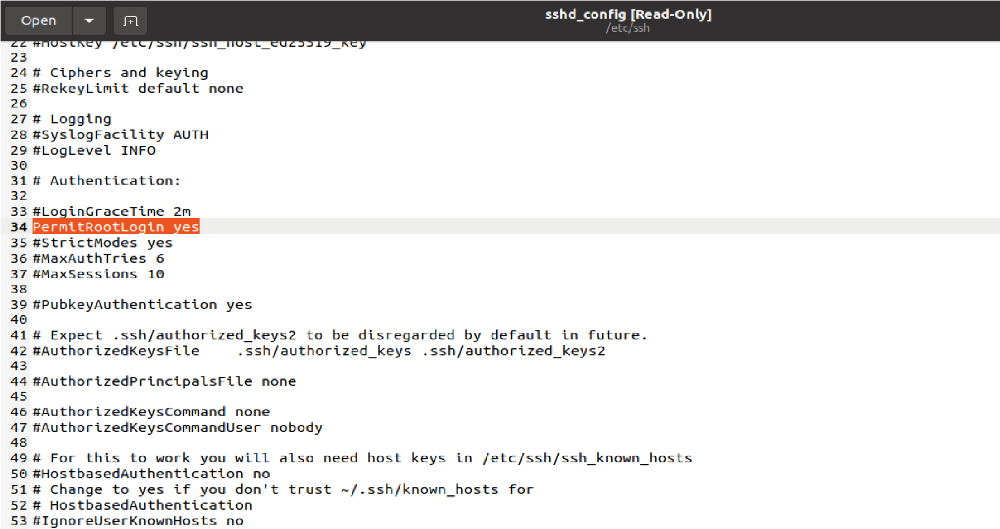 Open
sshd_config [Read-Only]
/etc/ssh
22 #HostKey /etc/ssh/ssh_host_ed25519_key
23
24 # Ciphers and keying
25 #RekeyLimit default none
26
27 # Logging
28 #SyslogFacility AUTH
29 #LogLevel INFO
30
31 # Authentication:
32
33 #LoginGraceTime 2m
34 PermitRootLogin yes
35 #StrictModes yes
36 #MaxAuthTries 6
37 #MaxSessions 10
38
39 #PubkeyAuthentication yes
40
41 # Expect .ssh/authorized_keys2 to be disregarded by default in future.
42 #AuthorizedKeysFile    .ssh/authorized_keys .ssh/authorized_keys2
43
44 #AuthorizedPrincipalsFile none
45
46 #AuthorizedKeysCommand none
47 #AuthorizedKeysCommandUser nobody
48
49 # For this to work you will also need host keys in /etc/ssh/ssh_known_hosts
50 #HostbasedAuthentication no
51 # Change to yes if you don't trust ~/.ssh/known_hosts for
52 # HostbasedAuthentication
53 #IgnoreUserKnownHosts no